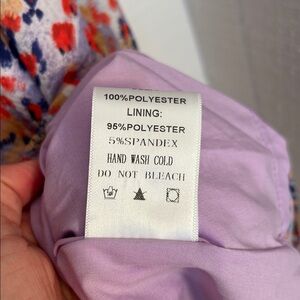 100%POLYESTER
LINING:
95%POLYESTER
5%SPANDEX
HAND WASH COLD
DO NOT BLEACH